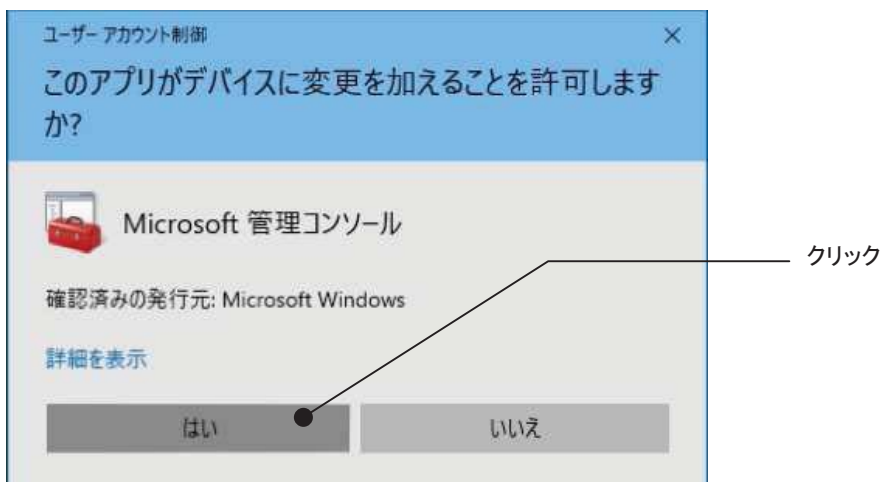 ユーザー アカウント制御
このアプリがデバイスに変更を加えることを許可します
か?
Microsoft 管理コンソール
クリック
確認済みの発行元: Microsoft Windows
詳細を表示
はい
いいえ